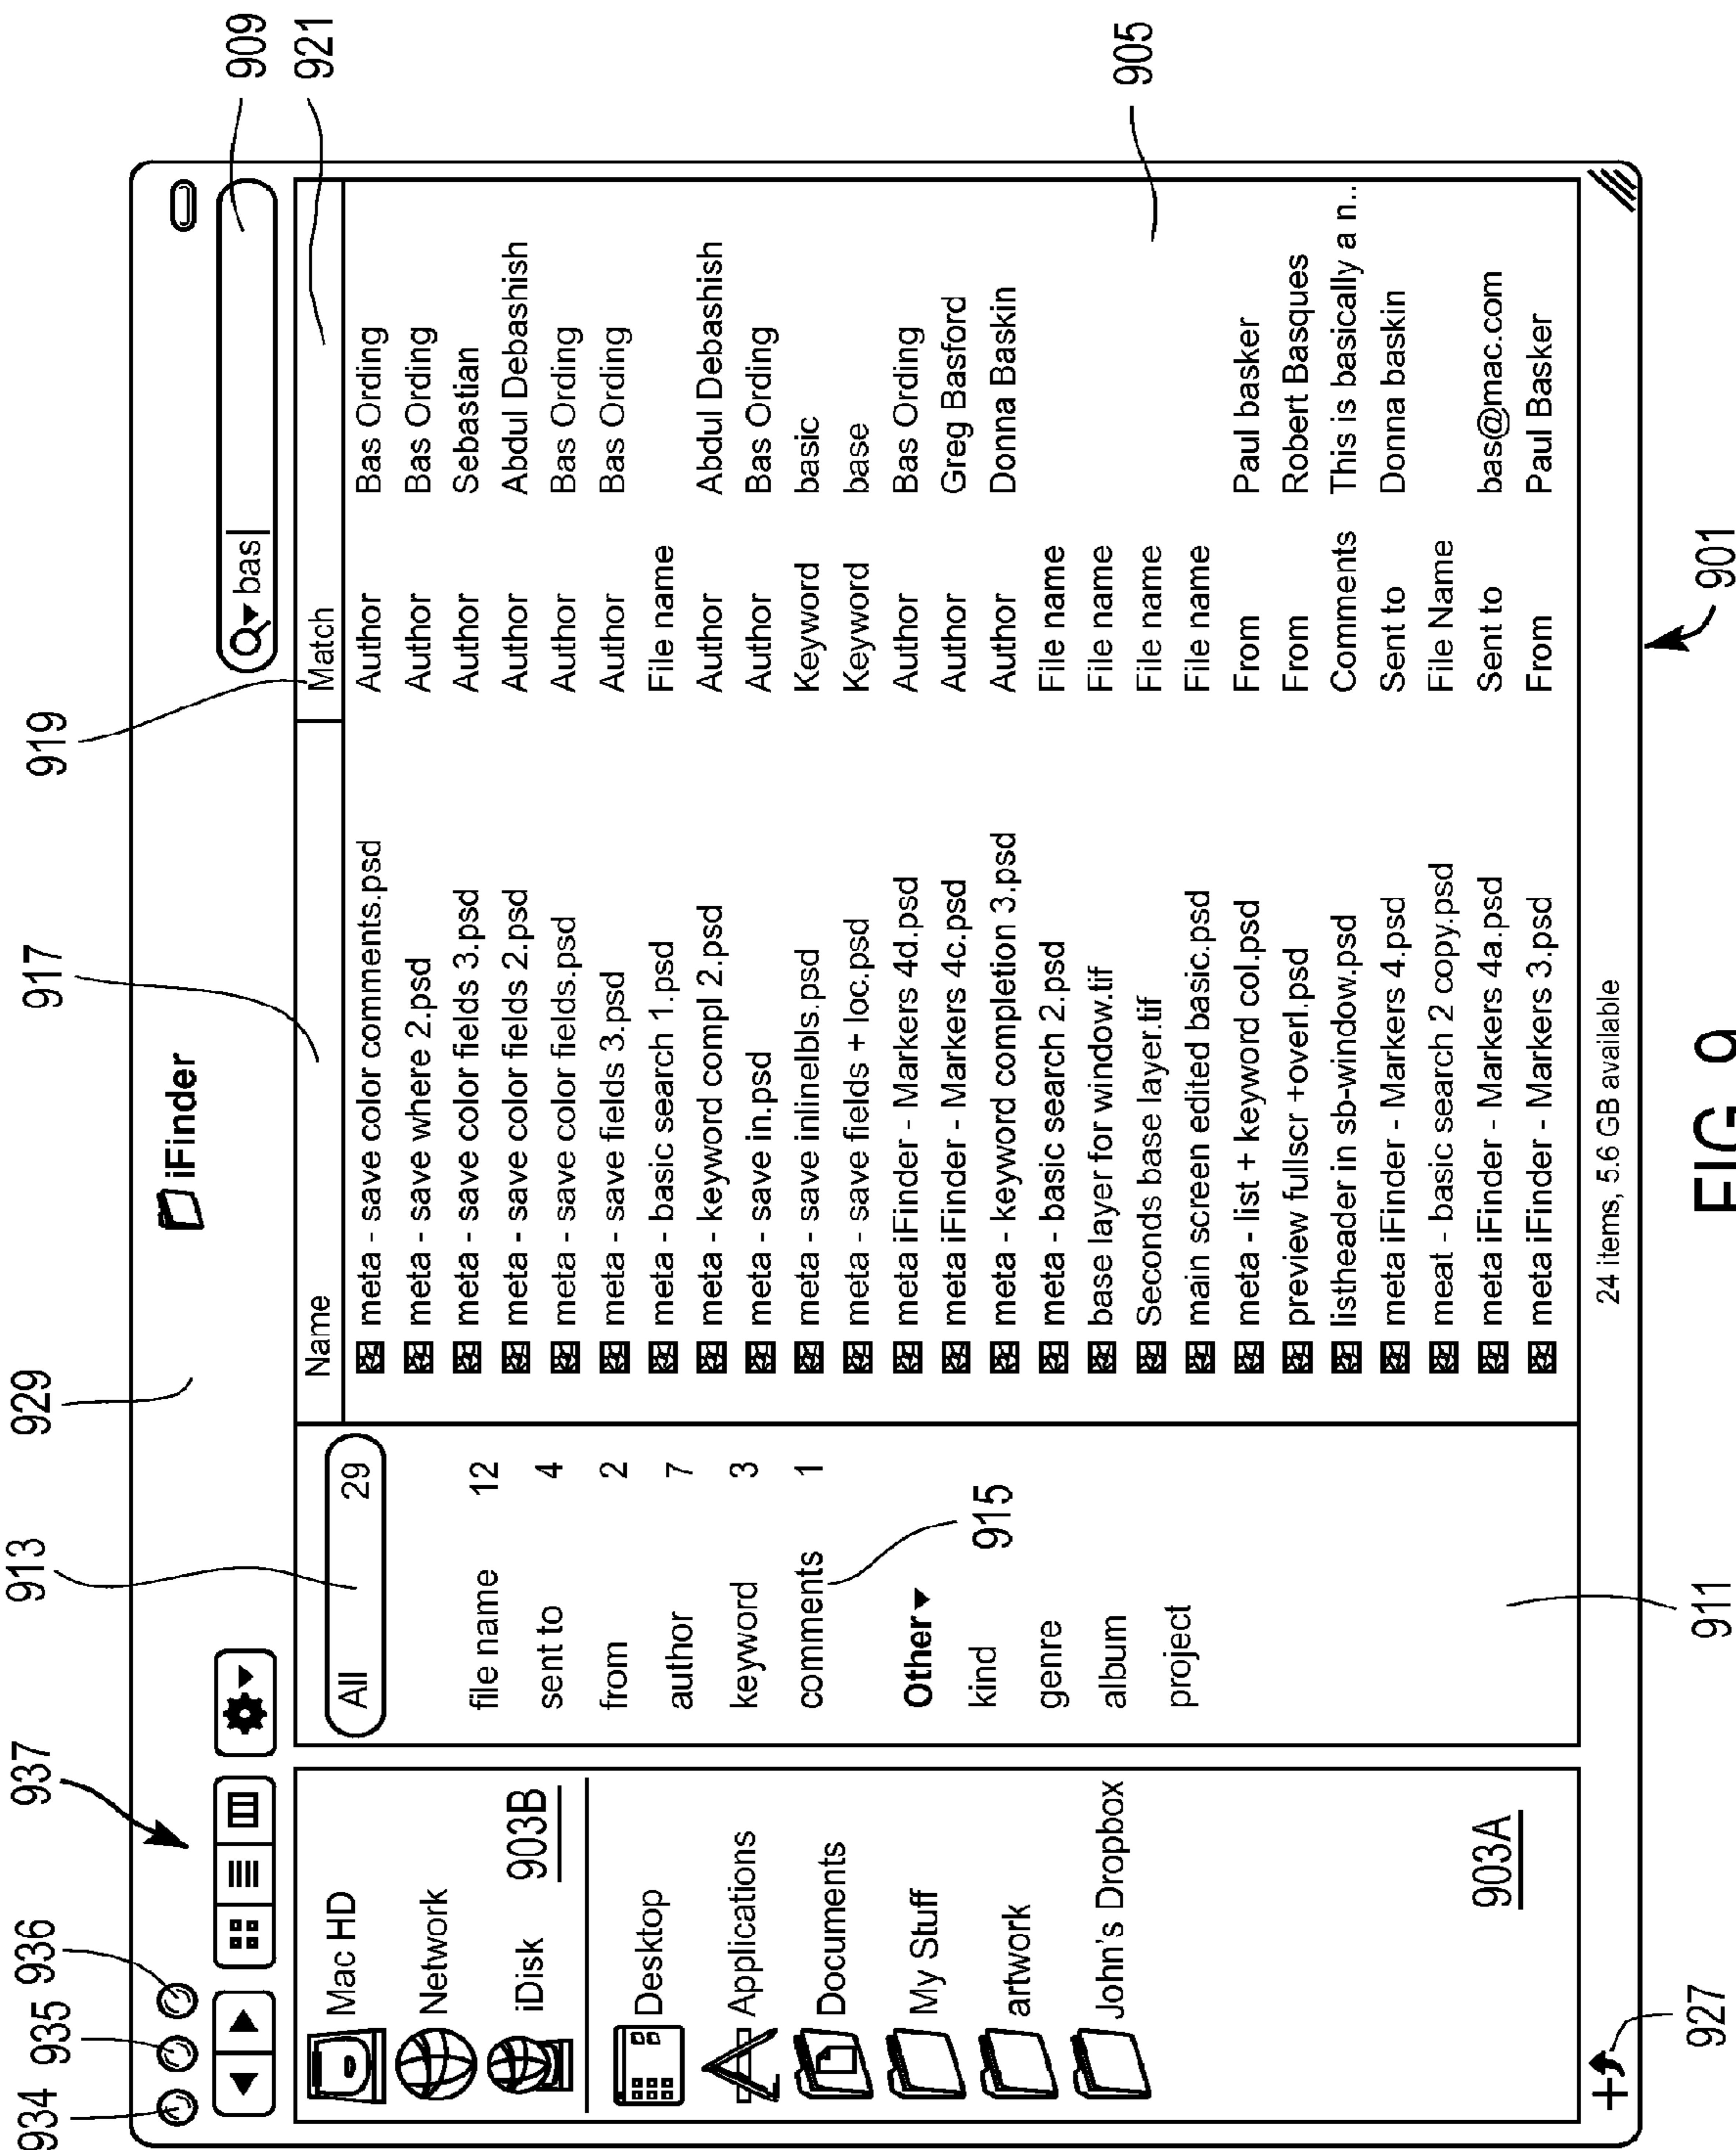 934 935 936 937 913 929 917 919
iFinder
bas
909
921
Mac HD
Network
iDisk
903B
Desktop
Applications
Documents
My Stuff
artwork
John's Dropbox
903A
All 29
file name 12
sent to 4
from 2
author 7
keyword 3
comments 1
915
Other
kind
genre
album
project
Name Match
meta - save color comments.psd Author Bas Ording
meta - save where 2.psd Author Bas Ording
meta - save color fields 3.psd Author Sebastian
meta - save color fields 2.psd Author Abdul Debashish
meta - save color fields.psd Author Bas Ording
meta - save fields 3.psd Author Bas Ording
meta - basic search 1.psd File name
meta - keyword compl 2.psd Author Abdul Debashish
meta - save in.psd Author Bas Ording
meta - save inlinelbls.psd Keyword basic
meta - save fields + loc.psd Keyword base
meta iFinder - Markers 4d.psd Author Bas Ording
meta iFinder - Markers 4c.psd Author Greg Basford
meta - keyword completion 3.psd Author Donna Baskin
meta - basic search 2.psd File name
base layer for window.tif File name
Seconds base layer.tif File name
main screen edited basic.psd File name
meta - list + keyword col.psd From Paul basker
preview fullscr +overl.psd From Robert Basques
listheader in sb-window.psd Comments This is basically a n..
meta iFinder - Markers 4.psd Sent to Donna baskin
meat - basic search 2 copy.psd File Name
meta iFinder - Markers 4a.psd Sent to bas@mac.com
meta iFinder - Markers 3.psd From Paul Basker
905
24 items, 5.6 GB available
927 911 901
FIG. 9